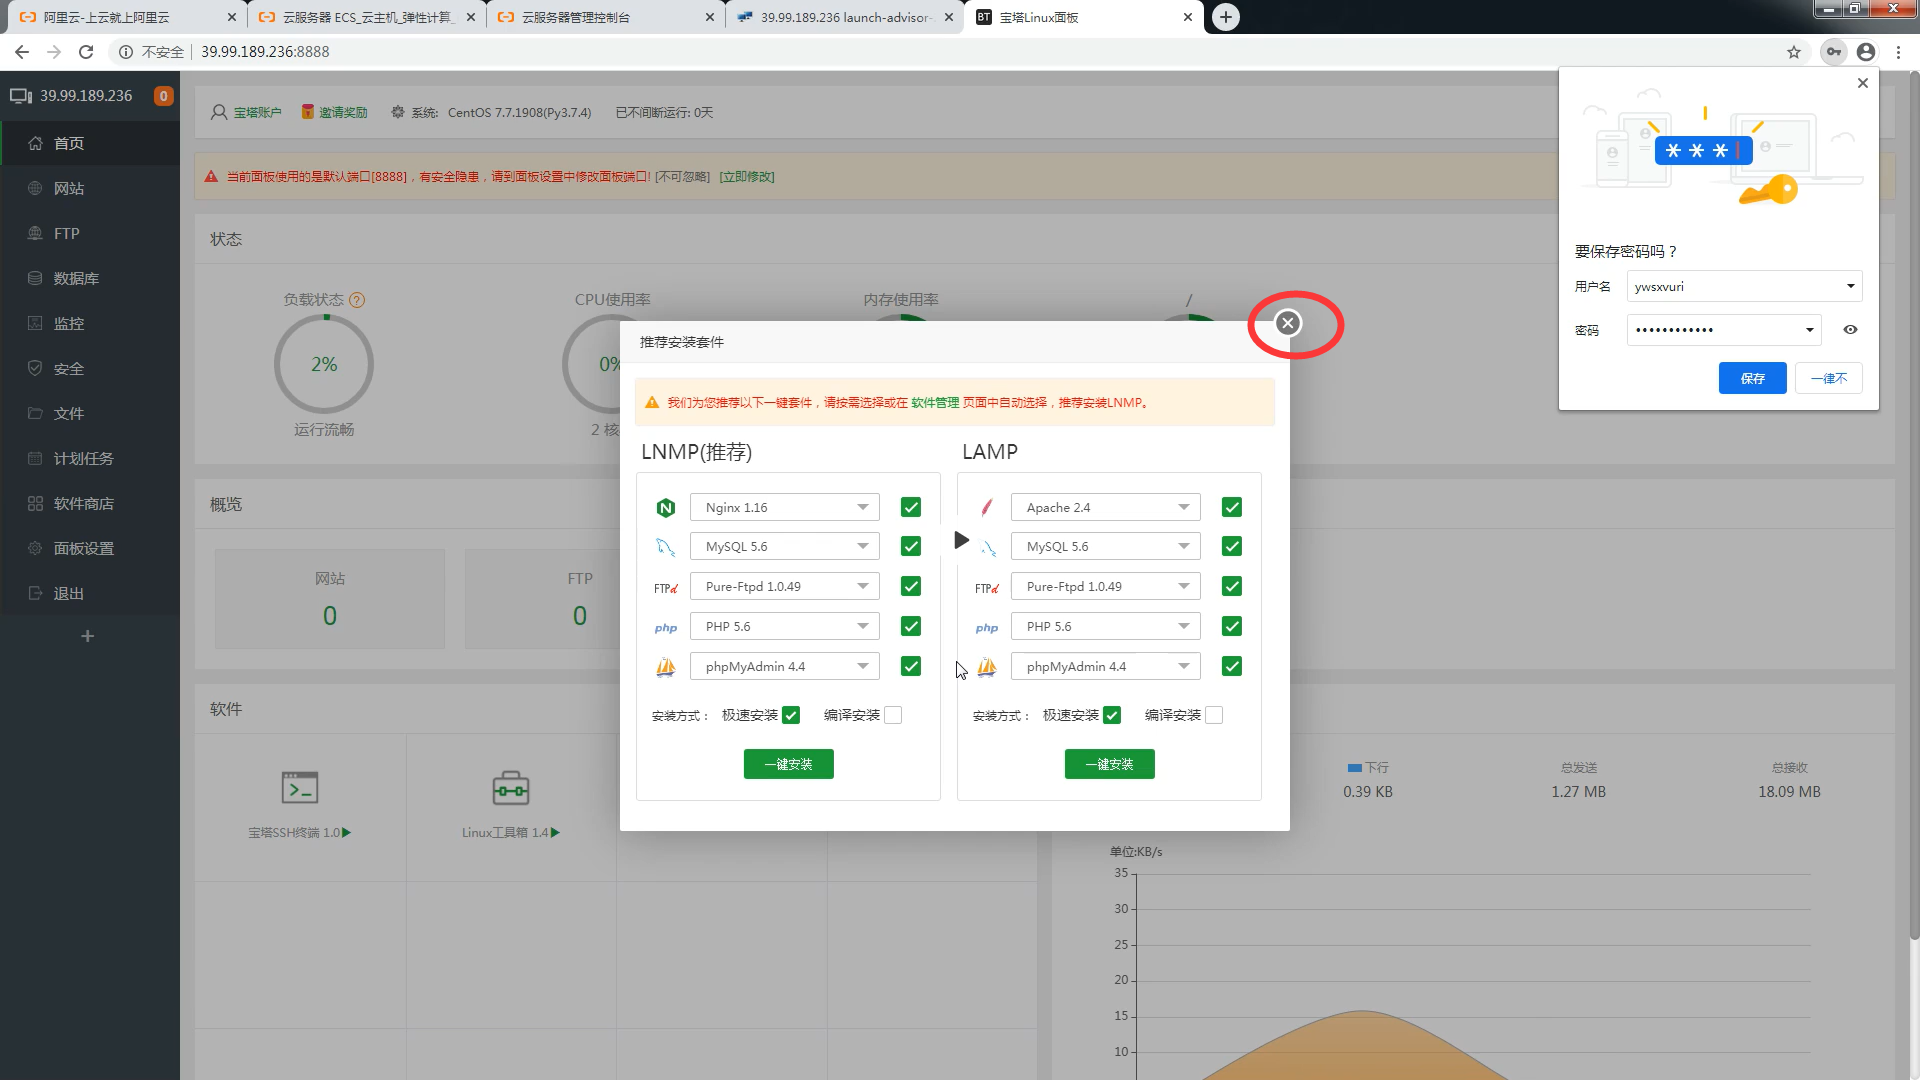 阿里云-上云就上阿里云
云服务器 ECS_云主机_弹性计算_
云服务器管理控制台
39.99.189.236 launch-advisor-
BT 宝塔Linux面板
不安全 39.99.189.236:8888
39.99.189.236 0
首页
网站
FTP
数据库
监控
安全
文件
计划任务
软件商店
面板设置
退出
宝塔账户 邀请奖励 系统: CentOS 7.7.1908(Py3.7.4) 已不间断运行: 0天
当前面板使用的是默认端口[8888],有安全隐患,请到面板设置中修改面板端口! [不可忽略] [立即修改]
状态
负载状态 ?
CPU使用率
内存使用率
/
2%
0%
运行流畅
2 核
概览
网站
0
FTP
0
软件
宝塔SSH终端 1.0
Linux工具箱 1.4
推荐安装套件
我们为您推荐以下一键套件,请按需选择或在 软件管理 页面中自动选择,推荐安装LNMP。
LNMP(推荐)
Nginx 1.16
MySQL 5.6
FTPd Pure-Ftpd 1.0.49
php PHP 5.6
phpMyAdmin 4.4
安装方式: 极速安装 编译安装
一键安装
LAMP
Apache 2.4
MySQL 5.6
FTPd Pure-Ftpd 1.0.49
php PHP 5.6
phpMyAdmin 4.4
安装方式: 极速安装 编译安装
一键安装
下行
0.39 KB
总发送
1.27 MB
总接收
18.09 MB
单位:KB/s
35
30
25
20
15
10
要保存密码吗?
用户名 ywsxvuri
密码 ••••••••••••
保存 一律不